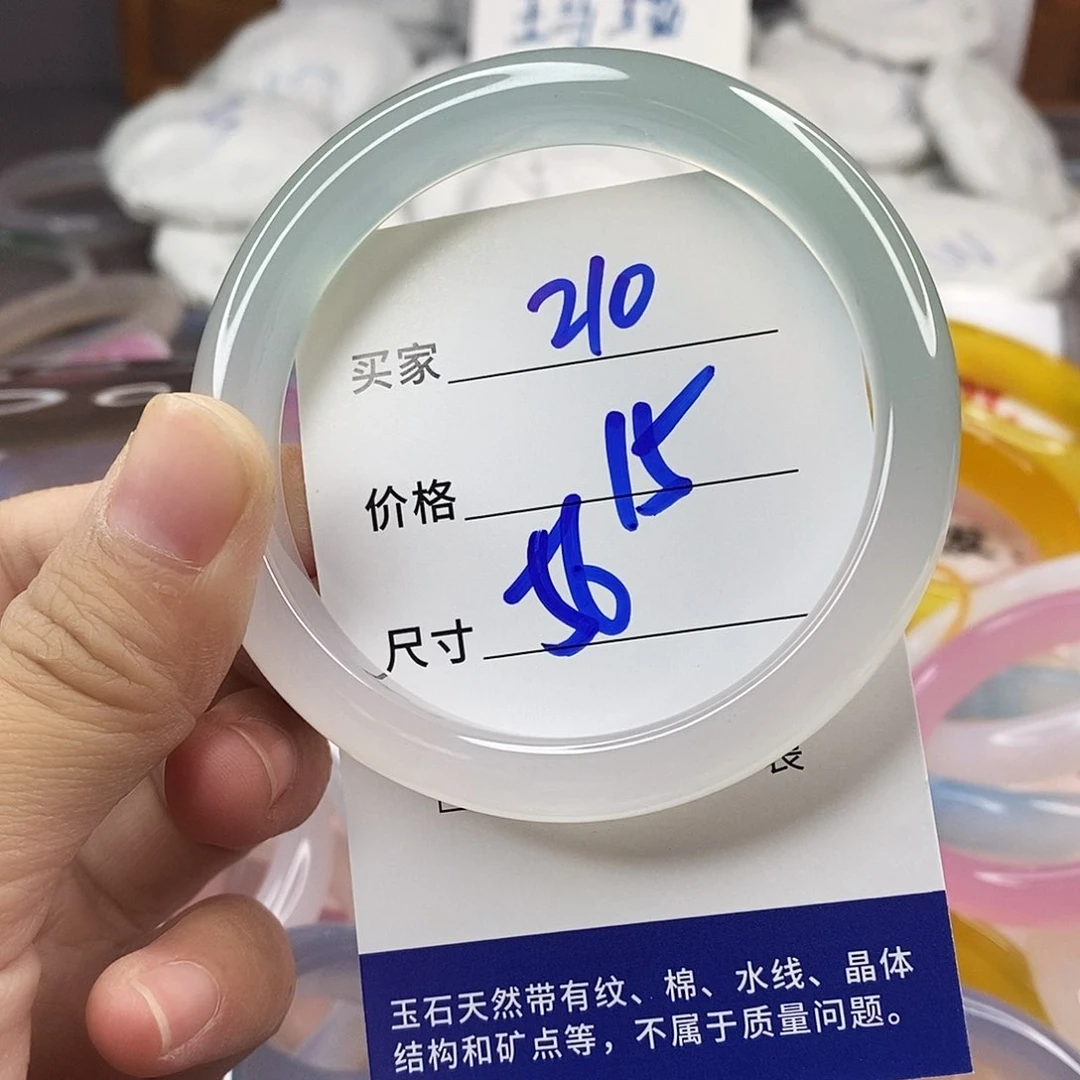 买家 210
价格 15
尺寸 56
玉石天然带有纹、棉、水线、晶体
结构和矿点等，不属于质量问题。